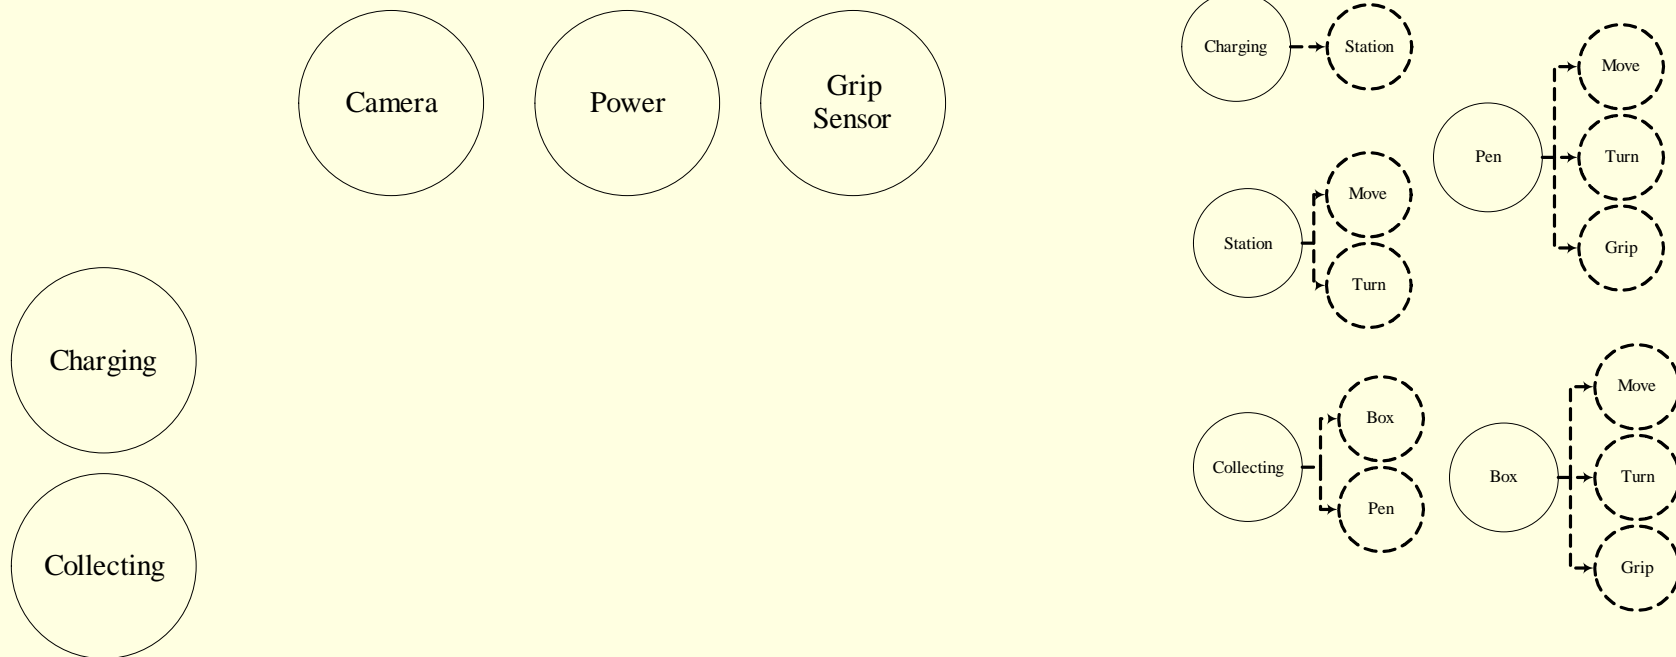 Camera
Power
Grip
Sensor
Charging
Collecting
Charging
Station
Station
Move
Turn
Collecting
Box
Pen
Pen
Move
Turn
Grip
Box
Move
Turn
Grip